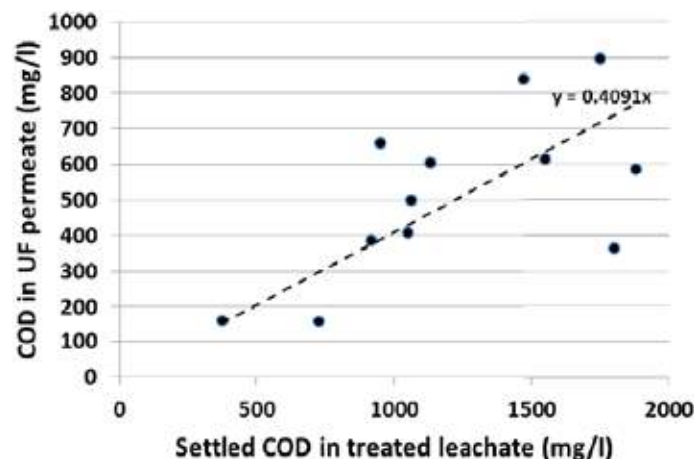 1000
900
800
700
600
500
400
300
200
100
0
COD in UF permeate (mg/l)
y = 0.4091x
0 500 1000 1500 2000
Settled COD in treated leachate (mg/l)